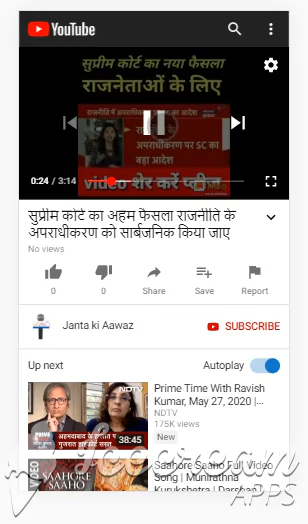 YouTube
सुप्रीम कोर्ट का नया फैसला
राजनेताओं के लिए
अपराधीकरण पर SC का
बड़ा आदेश
video शेर करें प्लीज
0:24 / 3:14
सुप्रीम कोर्ट का अहम फैसला राजनीति के
अपराधीकरण को सार्बजनिक किया जाए
No views
0
0
Share
Save
Report
Janta ki Aawaz
SUBSCRIBE
Up next
Autoplay
NDTV
38:45
Prime Time With Ravish
Kumar, May 27, 2020 |...
NDTV
175K views
New
SAAHORE
SAAHO
Saahore Saaho Full Video
Song | Munirathna
Kurukshetra | Darshan
APPS